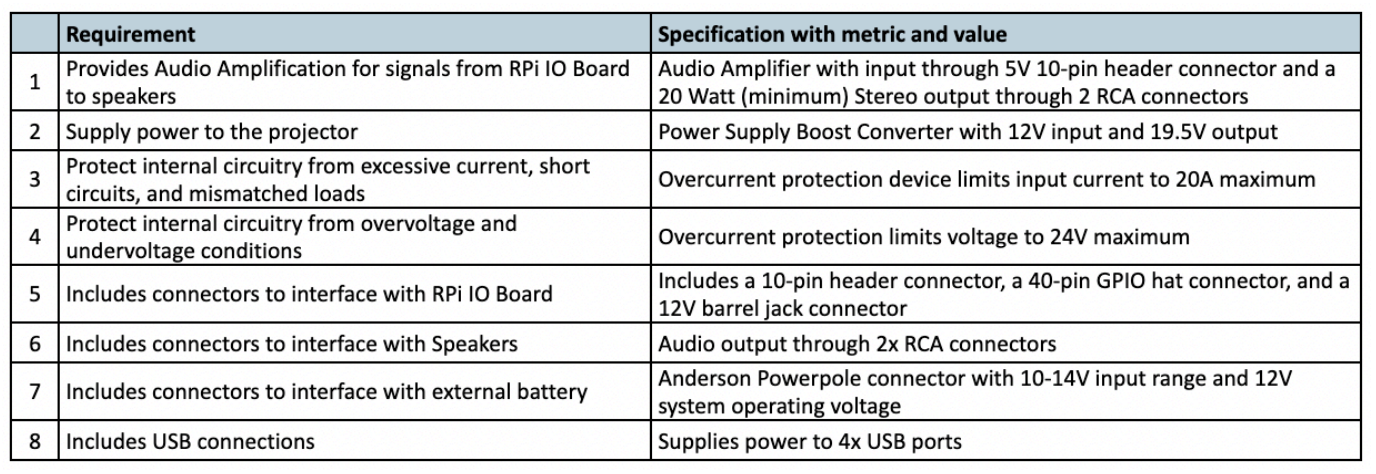 Requirement
Specification with metric and value
1
Provides Audio Amplification for signals from RPi IO Board
to speakers
Audio Amplifier with input through 5V 10-pin header connector and a
20 Watt (minimum) Stereo output through 2 RCA connectors
2
Supply power to the projector
Power Supply Boost Converter with 12V input and 19.5V output
3
Protect internal circuitry from excessive current, short
circuits, and mismatched loads
Overcurrent protection device limits input current to 20A maximum
4
Protect internal circuitry from overvoltage and
undervoltage conditions
Overcurrent protection limits voltage to 24V maximum
5
Includes connectors to interface with RPi IO Board
Includes a 10-pin header connector, a 40-pin GPIO hat connector, and a
12V barrel jack connector
6
Includes connectors to interface with Speakers
Audio output through 2x RCA connectors
7
Includes connectors to interface with external battery
Anderson Powerpole connector with 10-14V input range and 12V
system operating voltage
8
Includes USB connections
Supplies power to 4x USB ports